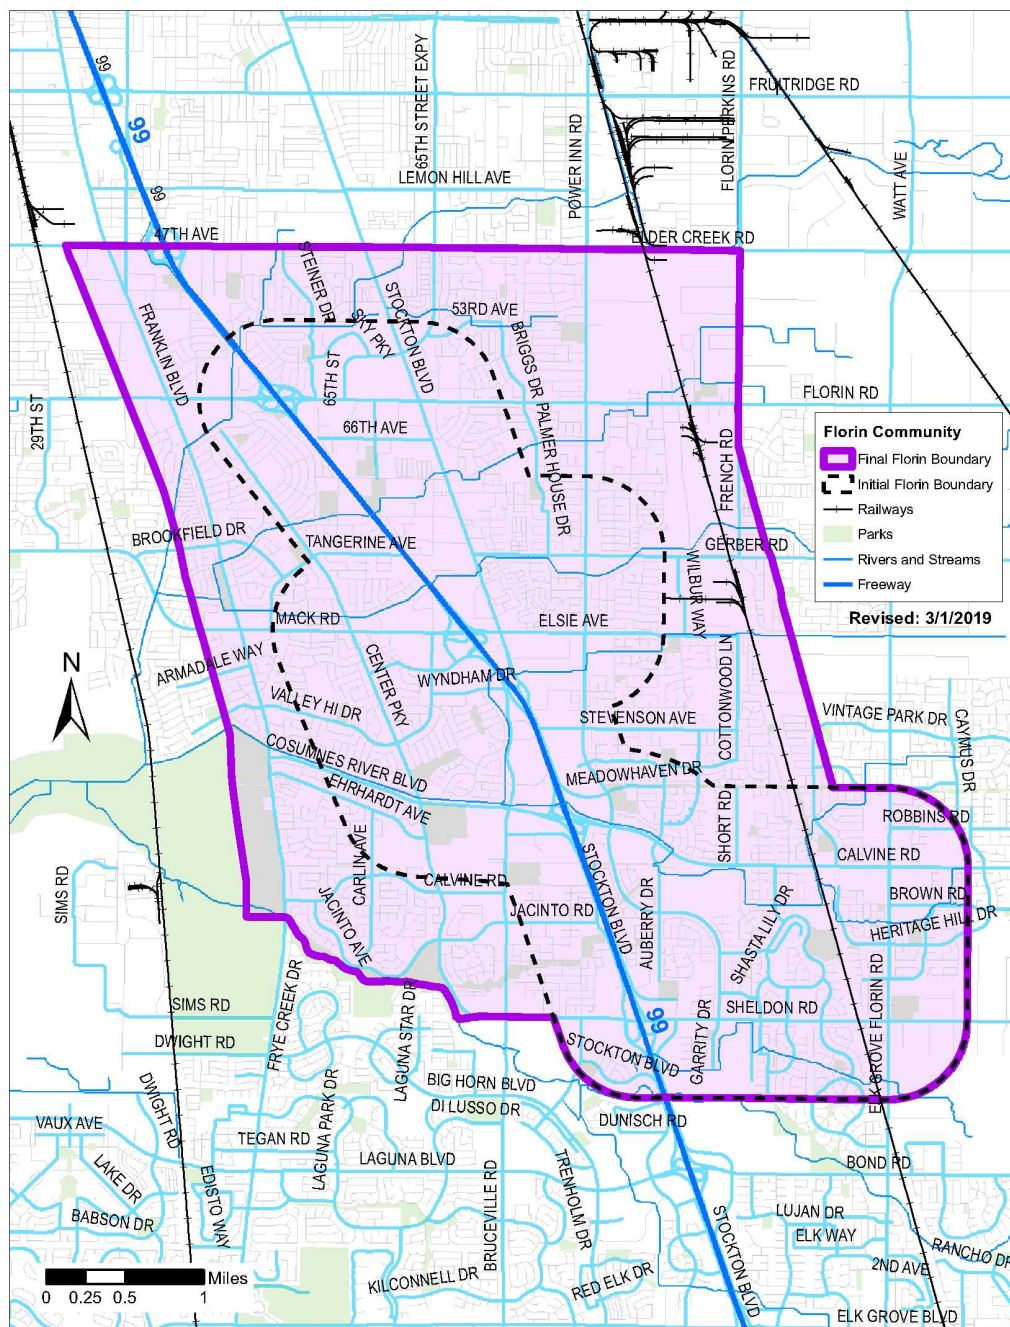 99
99
99
65TH STREET EXPY
FRUITRIDGE RD
FLORIN PERKINS RD
POWER INN RD
WATT AVE
LEMON HILL AVE
47TH AVE
ELDER CREEK RD
STEINER DR
SKY PKY
STOCKTON BLVD
53RD AVE
FRANKLIN BLVD
65TH ST
BRIGGS DR
PALMER HOUSE DR
FLORIN RD
29TH ST
66TH AVE
FRENCH RD
Florin Community
Final Florin Boundary
Initial Florin Boundary
Railways
Parks
Rivers and Streams
Freeway
Revised: 3/1/2019
BROOKFIELD DR
TANGERINE AVE
GERBER RD
WILBUR WAY
MACK RD
ELSIE AVE
ARMADALE WAY
CENTER PKY
WYNDHAM DR
COTTONWOOD LN
N
VALLEY HI DR
STEVENSON AVE
VINTAGE PARK DR
CAYMUS DR
COSUMNES RIVER BLVD
MEADOWHAVEN DR
EHRHARDT AVE
SHORT RD
ROBBINS RD
CARLIN AVE
STOCKTON BLVD
CALVINE RD
CALVINE RD
SIMS RD
JACINTO AVE
JACINTO RD
AUBERRY DR
SHASTA LILY DR
BROWN RD
HERITAGE HILL DR
SIMS RD
FRYE CREEK DR
LAGUNA STAR DR
99
GARRITY DR
SHELDON RD
ELK GROVE FLORIN RD
DWIGHT RD
STOCKTON BLVD
BIG HORN BLVD
DI LUSSO DR
DWIGHT RD
LAGUNA PARK DR
DUNISCH RD
VAUX AVE
TEGAN RD
LAGUNA BLVD
BRUCEVILLE RD
TRENHOLM DR
BOND RD
LAKE DR
EDISTO WAY
BABSON DR
STOCKTON BLVD
LUJAN DR
ELK WAY
RANCHO DR
2ND AVE
KILCONNELL DR
RED ELK DR
ELK GROVE BLVD
Miles
0 0.25 0.5 1